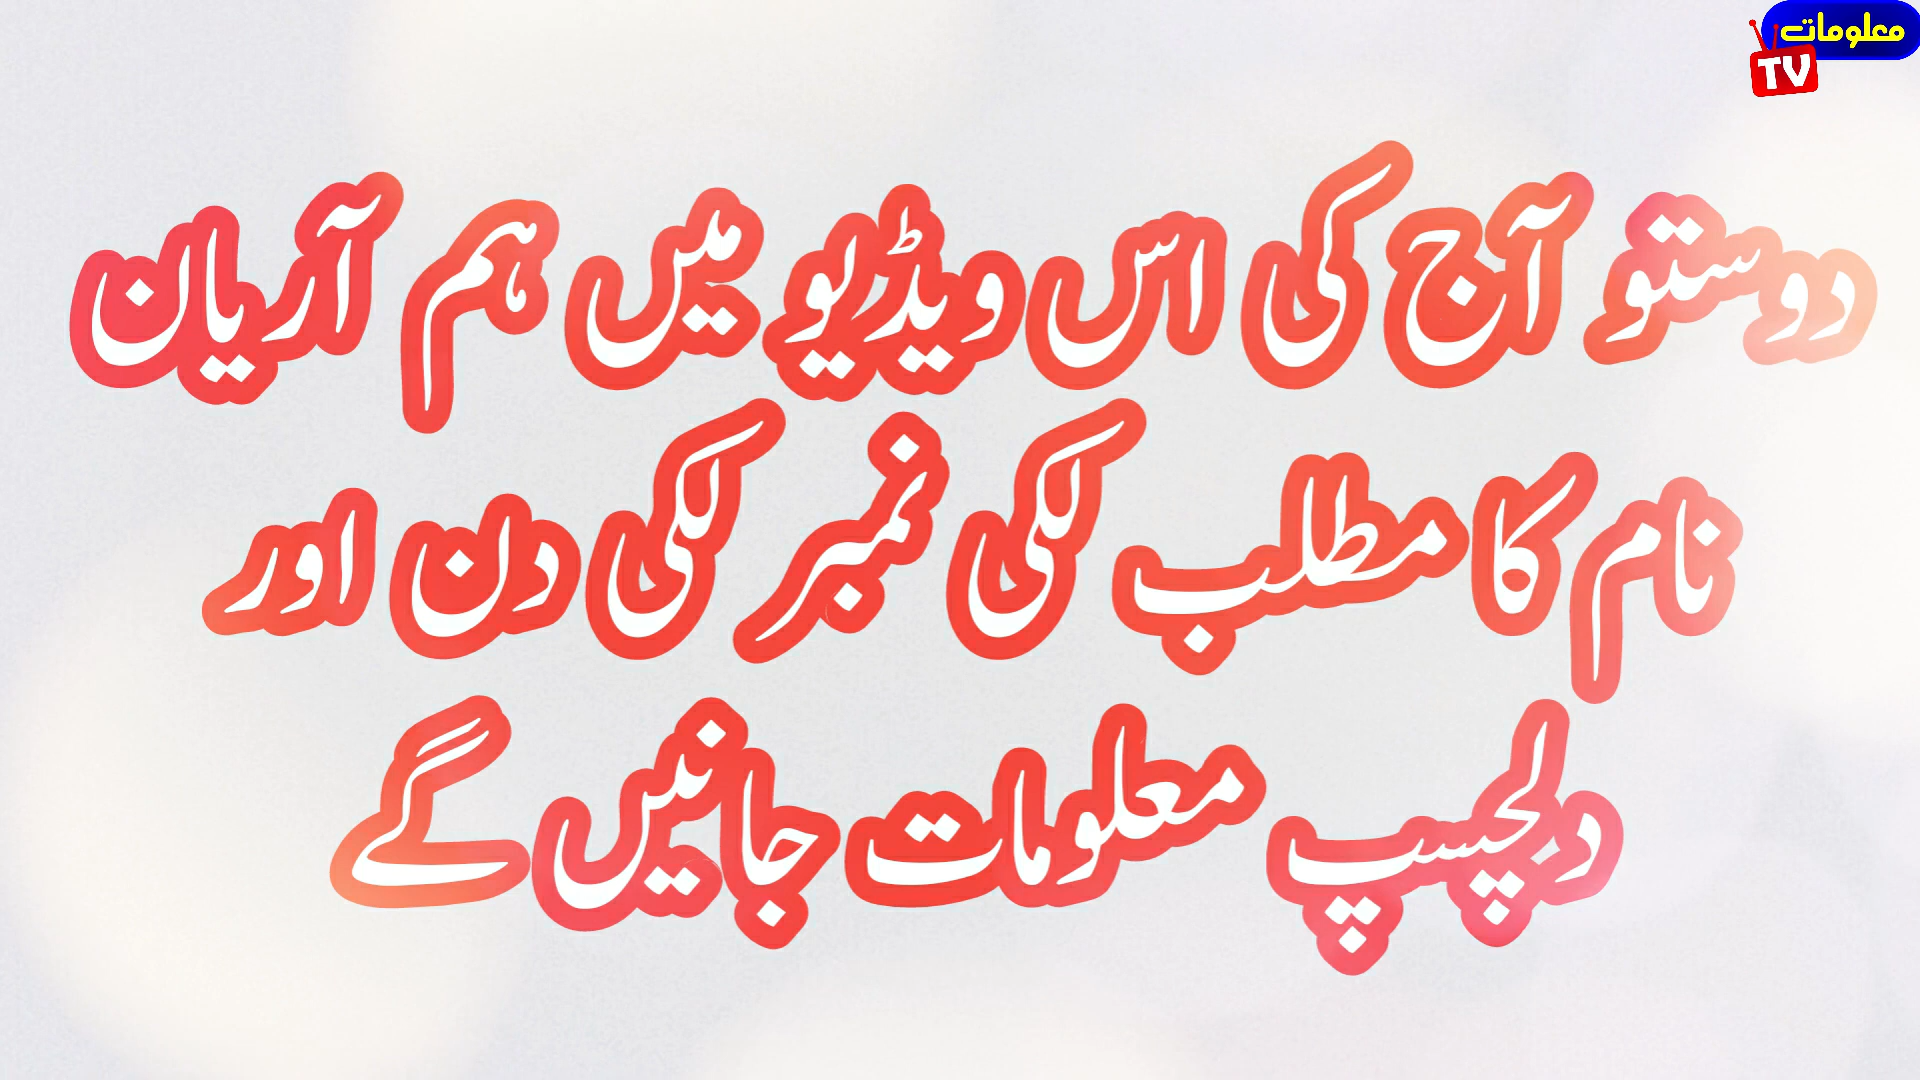 معلومات
TV
دوستو آج کی اس ویڈیو میں ہم آریان
نام کا مطلب لکی نمبر لکی دن اور
دلچسپ معلومات جانیں گے